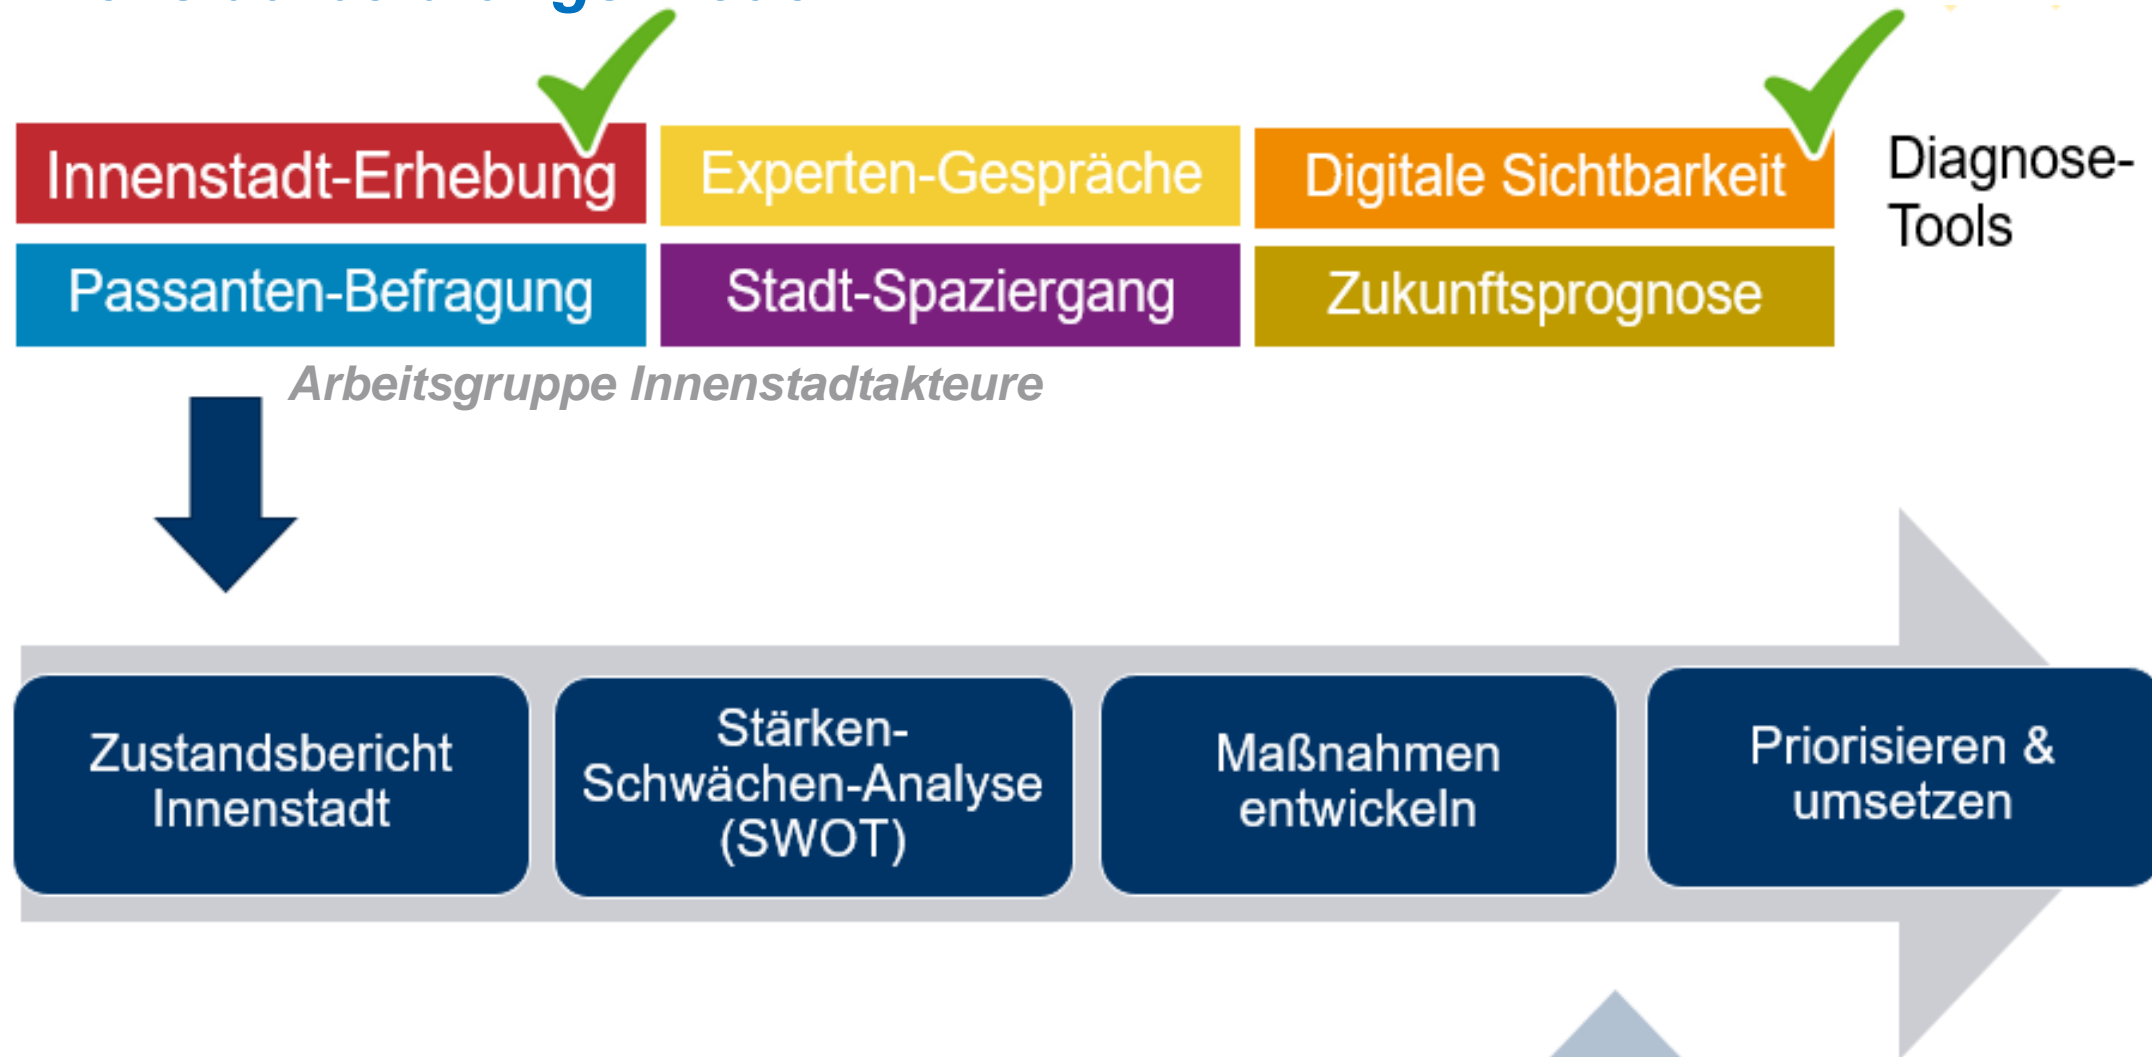 Innenstadt-Erhebung
Experten-Gespräche
Digitale Sichtbarkeit
Diagnose-
Tools
Passanten-Befragung
Stadt-Spaziergang
Zukunftsprognose
Arbeitsgruppe Innenstadtakteure
Zustandsbericht
Innenstadt
Stärken-
Schwächen-Analyse
(SWOT)
Maßnahmen
entwickeln
Priorisieren &
umsetzen